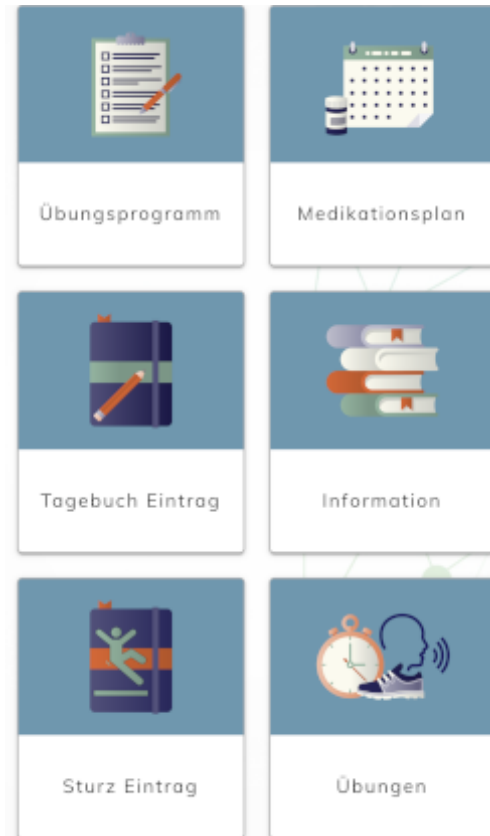 Übungsprogramm
Medikationsplan
Tagebuch Eintrag
Information
Sturz Eintrag
Übungen